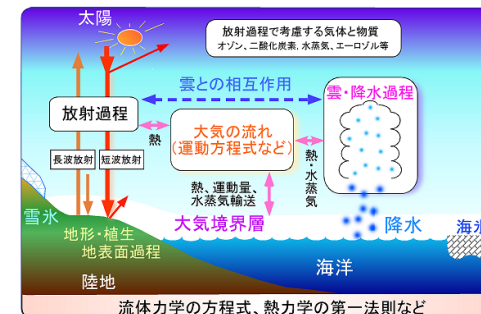 太陽
放射過程で考慮する気体と物質
オゾン、二酸化炭素, 水蒸気、エーロゾル等
雲との相互作用
雲・降水過程
放射過程
大気の流れ
(運動方程式など)
熱
熱・水蒸気
長波放射
短波放射
熱、運動量、
水蒸気輸送
雪氷
大気境界層
降水
海氷
地形・植生
地表面過程
海洋
陸地
流体力学の方程式、熱力学の第一法則など